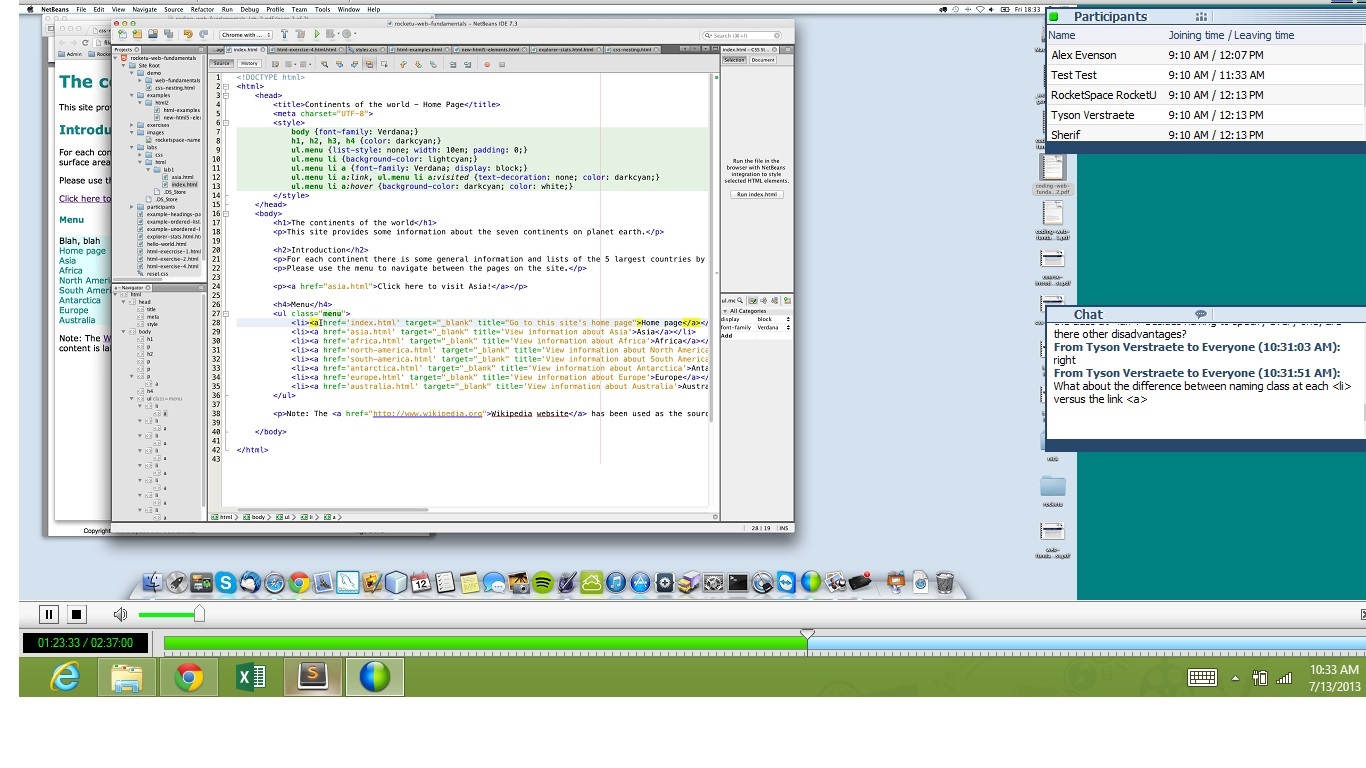 NetBeans File Edit View Navigate Source Refactor Run Debug Profile Team Tools Window Help
Fri 18:33
rocketu-web-fundamentals - NetBeans IDE 7.3
Chrome with ...
Search (⌘+I)
Projects
index.html
html-exercise-4.html
styles.css
html-examples.html
new-html5-elements.html
explorer-stats.html.html
css-nesting.html
Source History
rocketu-web-fundamentals
Site Root
demo
web-fundamentals
css-nesting.html
examples
html2
html-examples
new-html5-ele
exercises
images
rocketspace-name
labs
css
html
lab1
asia.html
index.html
.DS_Store
.DS_Store
participants
example-headings-pa
example-ordered-list.
example-unordered-l
explorer-stats.html.ht
hello-world.html
html-exercise-1.html
html-exercise-2.html
html-exercise-4.html
reset.css
Navigator
html
head
title
meta
style
body
h1
p
h2
p
p
p
a
h4
ul class=menu
li
a
li
a
li
a
li
a
li
a
li
a
li
a
li
a
The co
This site prov
Introdu
For each con
surface area
Please use th
Click here to
Menu
Blah, blah
Home page
Asia
Africa
North Amer
South Amer
Antarctica
Europe
Australia
Note: The W
content is la
Copyright
1 <!DOCTYPE html>
2 <html>
3 <head>
4 <title>Continents of the world - Home Page</title>
5 <meta charset="UTF-8">
6 <style>
7 body {font-family: Verdana;}
8 h1, h2, h3, h4 {color: darkcyan;}
9 ul.menu {list-style: none; width: 10em; padding: 0;}
10 ul.menu li {background-color: lightcyan;}
11 ul.menu li a {font-family: Verdana; display: block;}
12 ul.menu li a:link, ul.menu li a:visited {text-decoration: none; color: darkcyan;}
13 ul.menu li a:hover {background-color: darkcyan; color: white;}
14 </style>
15 </head>
16 <body>
17 <h1>The continents of the world</h1>
18 <p>This site provides some information about the seven continents on planet earth.</p>
19
20 <h2>Introduction</h2>
21 <p>For each continent there is some general information and lists of the 5 largest countries by
22 <p>Please use the menu to navigate between the pages on the site.</p>
23
24 <p><a href="asia.html">Click here to visit Asia!</a></p>
25
26 <h4>Menu</h4>
27 <ul class="menu">
28 <li><a href='index.html' target="_blank" title="Go to this site's home page">Home page</a></
29 <li><a href='asia.html' target="_blank" title='View information about Asia'>Asia</a></li>
30 <li><a href='africa.html' target="_blank" title='View information about Africa'>Africa</a></
31 <li><a href='north-america.html' target="_blank" title='View information about North America
32 <li><a href='south-america.html' target="_blank" title='View information about South America
33 <li><a href='antarctica.html' target="_blank" title='View information about Antarctica'>Anta
34 <li><a href='europe.html' target="_blank" title='View information about Europe'>Europe</a></
35 <li><a href='australia.html' target="_blank" title='View information about Australia'>Austra
36 </ul>
37
38 <p>Note: The <a href="http://www.wikipedia.org">Wikipedia website</a> has been used as the sourc
39
40 </body>
41
42 </html>
43
html body ul li a
28 | 19 INS
index.html - CSS St...
Selection Document
Run the file in the
browser with NetBeans
integration to style
selected HTML elements.
Run index.html
All Categories
display block
font-family Verdana
Add
Participants
Name Joining time / Leaving time
Alex Evenson 9:10 AM / 12:07 PM
Test Test 9:10 AM / 11:33 AM
RocketSpace RocketU 9:10 AM / 12:13 PM
Tyson Verstraete 9:10 AM / 12:13 PM
Sherif 9:10 AM / 12:13 PM
Chat
there other disadvantages?
From Tyson Verstraete to Everyone (10:31:03 AM):
right
From Tyson Verstraete to Everyone (10:31:51 AM):
What about the difference between naming class at each <li>
versus the link <a>
nick
rocketu
01:23:33 / 02:37:00
10:33 AM
7/13/2013